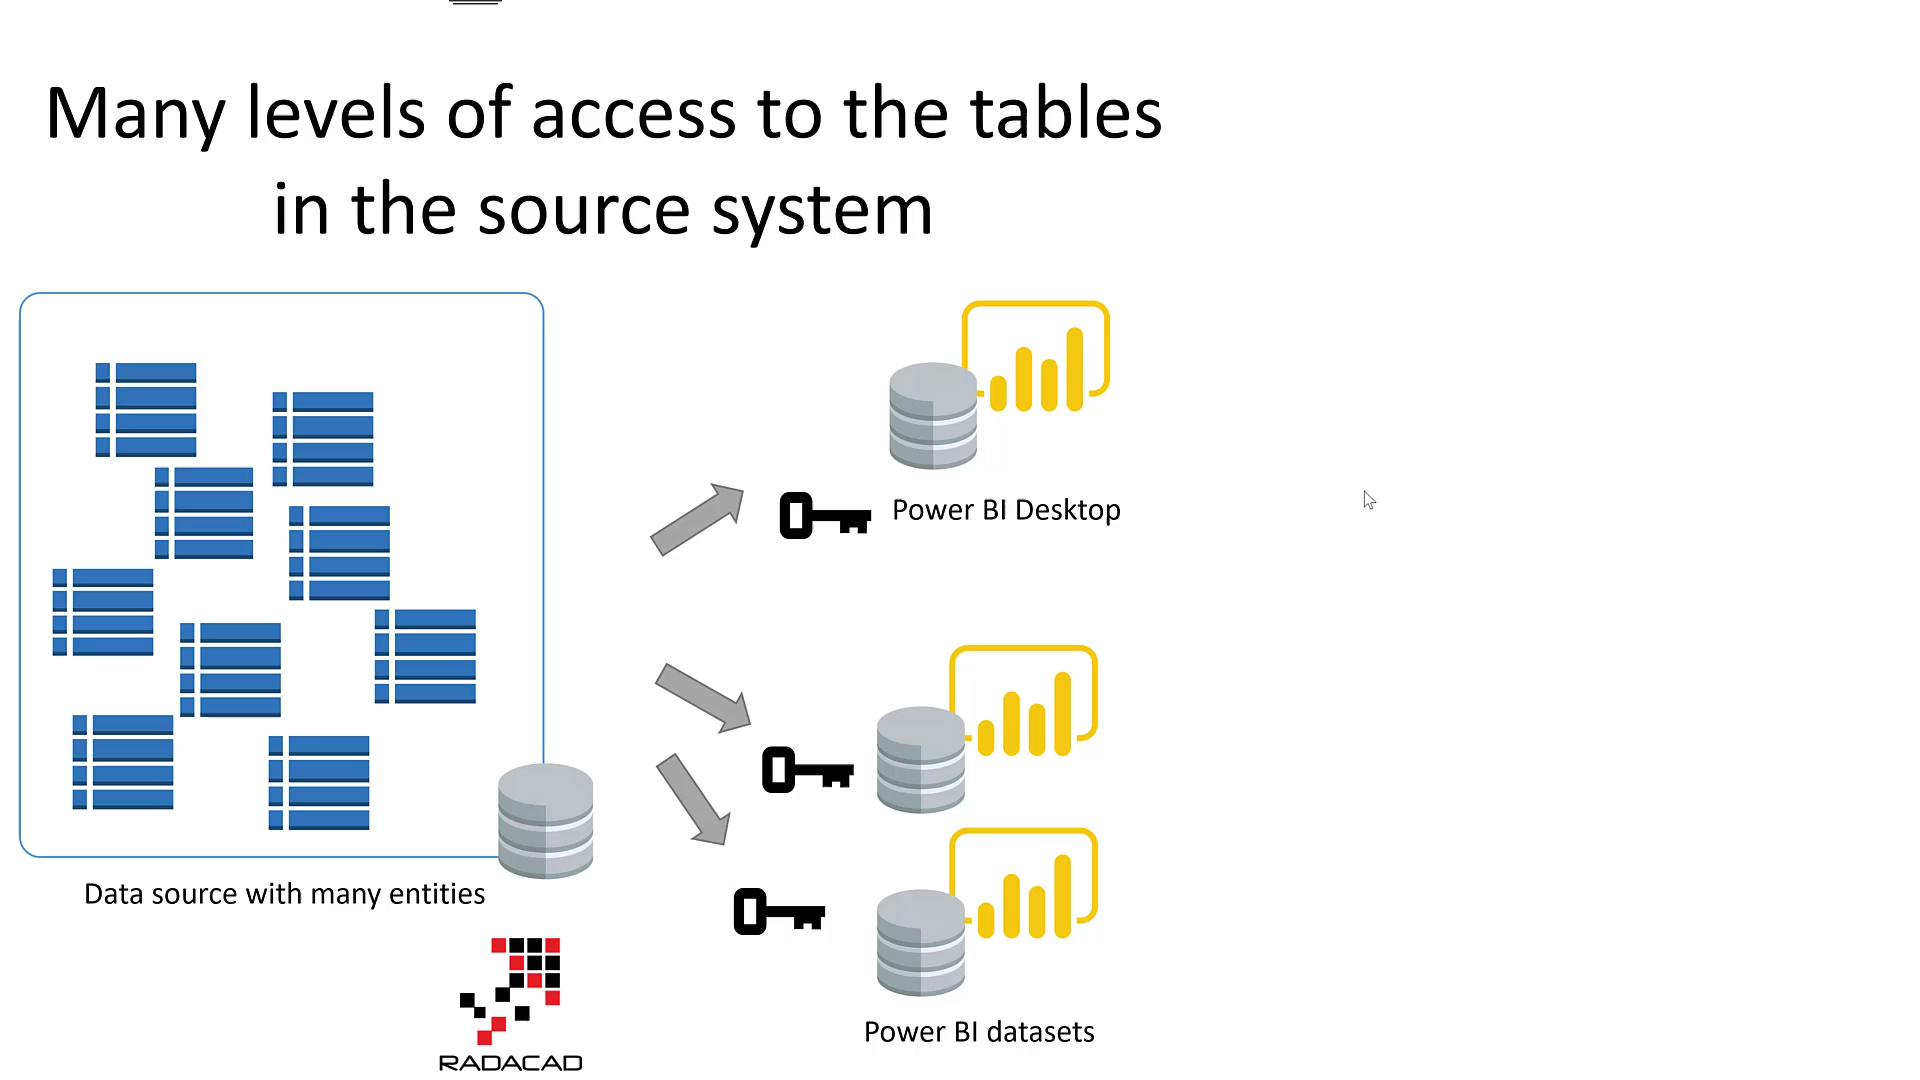 Many levels of access to the tables
in the source system
Power BI Desktop
Data source with many entities
Power BI datasets
RADACAD